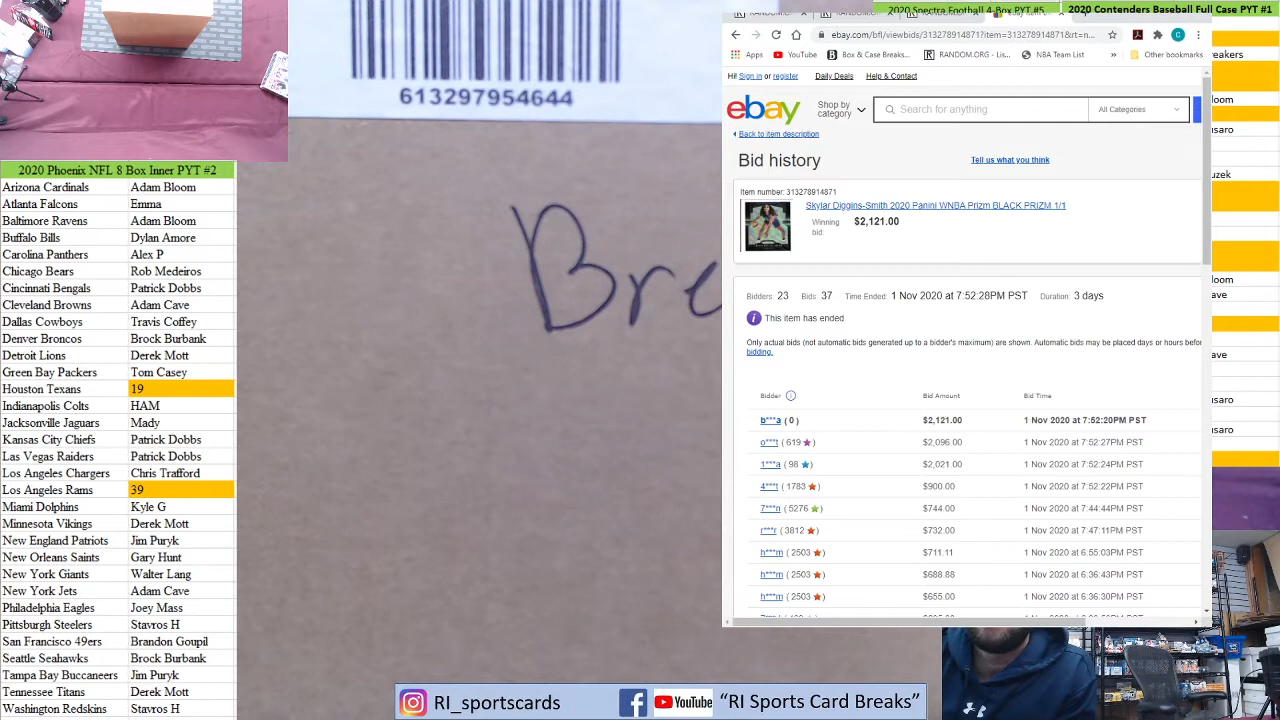 613297954644
Bre
2020 Phoenix NFL 8 Box Inner PYT #2
Arizona Cardinals Adam Bloom
Atlanta Falcons Emma
Baltimore Ravens Adam Bloom
Buffalo Bills Dylan Amore
Carolina Panthers Alex P
Chicago Bears Rob Medeiros
Cincinnati Bengals Patrick Dobbs
Cleveland Browns Adam Cave
Dallas Cowboys Travis Coffey
Denver Broncos Brock Burbank
Detroit Lions Derek Mott
Green Bay Packers Tom Casey
Houston Texans 19
Indianapolis Colts HAM
Jacksonville Jaguars Mady
Kansas City Chiefs Patrick Dobbs
Las Vegas Raiders Patrick Dobbs
Los Angeles Chargers Chris Trafford
Los Angeles Rams 39
Miami Dolphins Kyle G
Minnesota Vikings Derek Mott
New England Patriots Jim Puryk
New Orleans Saints Gary Hunt
New York Giants Walter Lang
New York Jets Adam Cave
Philadelphia Eagles Joey Mass
Pittsburgh Steelers Stavros H
San Francisco 49ers Brandon Goupil
Seattle Seahawks Brock Burbank
Tampa Bay Buccaneers Jim Puryk
Tennessee Titans Derek Mott
Washington Redskins Stavros H
2020 Contenders Baseball Full Case PYT #1
ebay.com/bfl/viewbids/313278914871?item=313278914871&rt=n...
Apps YouTube Box & Case Breaks... RANDOM.ORG - List... NBA Team List » Other bookmarks
Hi! Sign in or register Daily Deals Help & Contact
ebay Shop by category Search for anything All Categories
Back to item description
Bid history Tell us what you think
Item number: 313278914871
Skylar Diggins-Smith 2020 Panini WNBA Prizm BLACK PRIZM 1/1
Winning bid: $2,121.00
Bidders: 23 Bids: 37 Time Ended: 1 Nov 2020 at 7:52:28PM PST Duration: 3 days
This item has ended.
Only actual bids (not automatic bids generated up to a bidder's maximum) are shown. Automatic bids may be placed days or hours befor
bidding.
Bidder Bid Amount Bid Time
b***a (0) $2,121.00 1 Nov 2020 at 7:52:20PM PST
o***t (619) $2,096.00 1 Nov 2020 at 7:52:27PM PST
1***a (98) $2,021.00 1 Nov 2020 at 7:52:24PM PST
4***t (1783) $900.00 1 Nov 2020 at 7:52:22PM PST
7***n (5276) $744.00 1 Nov 2020 at 7:44:44PM PST
r***r (3812) $732.00 1 Nov 2020 at 7:47:11PM PST
h***m (2503) $711.11 1 Nov 2020 at 6:55:03PM PST
h***m (2503) $688.88 1 Nov 2020 at 6:36:43PM PST
h***m (2503) $655.00 1 Nov 2020 at 6:36:30PM PST
reakers
loom
saro
uzek
ave
ave
usaro
RI_sportscards YouTube "RI Sports Card Breaks"